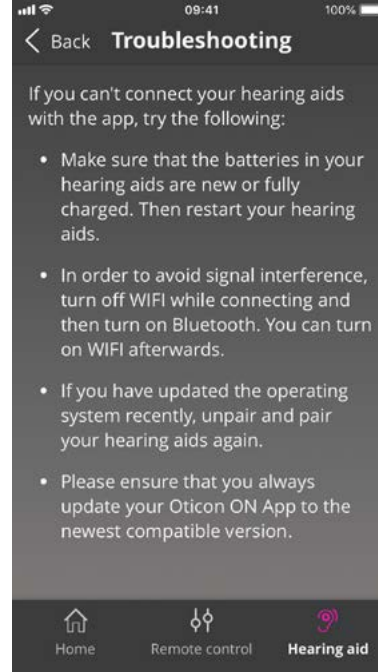 09:41
100%
Back Troubleshooting
If you can't connect your hearing aids
with the app, try the following:
• Make sure that the batteries in your
hearing aids are new or fully
charged. Then restart your hearing
aids.
• In order to avoid signal interference,
turn off WIFI while connecting and
then turn on Bluetooth. You can turn
on WIFI afterwards.
• If you have updated the operating
system recently, unpair and pair
your hearing aids again.
• Please ensure that you always
update your Oticon ON App to the
newest compatible version.
Home Remote control Hearing aid